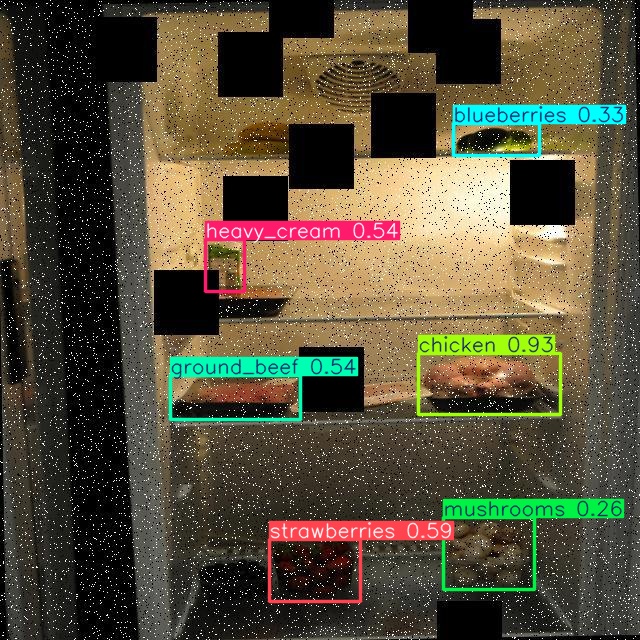 blueberries 0.33
heavy_cream 0.54
chicken 0.93
ground_beef 0.54
mushrooms 0.26
strawberries 0.59